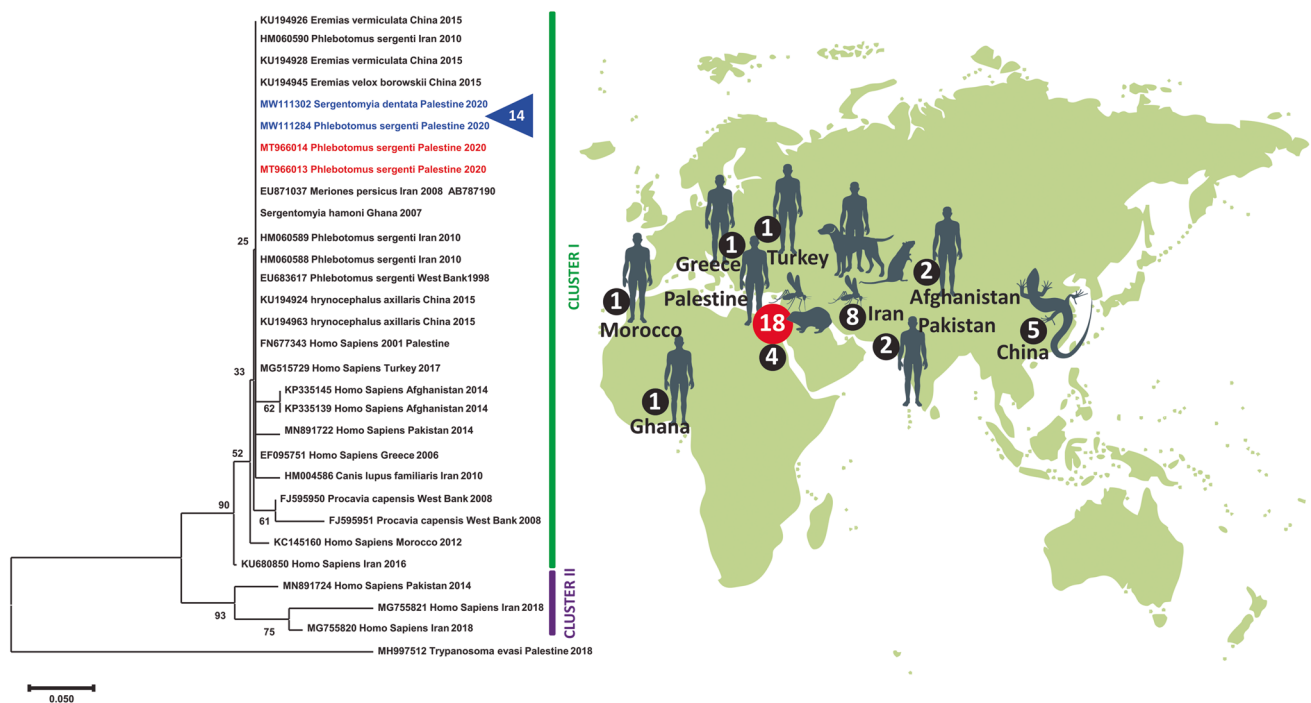 KU194926 Eremias vermiculata China 2015
HM060590 Phlebotomus sergenti Iran 2010
KU194928 Eremias vermiculata China 2015
KU194945 Eremias velox borowskii China 2015
MW111302 Sergentomyia dentata Palestine 2020
MW111284 Phlebotomus sergenti Palestine 2020
14
MT966014 Phlebotomus sergenti Palestine 2020
MT966013 Phlebotomus sergenti Palestine 2020
EU871037 Meriones persicus Iran 2008 AB787190
Sergentomyia hamoni Ghana 2007
HM060589 Phlebotomus sergenti Iran 2010
25
HM060588 Phlebotomus sergenti Iran 2010
EU683617 Phlebotomus sergenti West Bank1998
KU194924 hrynocephalus axillaris China 2015
KU194963 hrynocephalus axillaris China 2015
FN677343 Homo Sapiens 2001 Palestine
MG515729 Homo Sapiens Turkey 2017
33
KP335145 Homo Sapiens Afghanistan 2014
62
KP335139 Homo Sapiens Afghanistan 2014
MN891722 Homo Sapiens Pakistan 2014
EF095751 Homo Sapiens Greece 2006
52
HM004586 Canis lupus familiaris Iran 2010
FJ595950 Procavia capensis West Bank 2008
90
61
FJ595951 Procavia capensis West Bank 2008
KC145160 Homo Sapiens Morocco 2012
KU680850 Homo Sapiens Iran 2016
MN891724 Homo Sapiens Pakistan 2014
MG755821 Homo Sapiens Iran 2018
93
75
MG755820 Homo Sapiens Iran 2018
MH997512 Trypanosoma evasi Palestine 2018
0.050
CLUSTER I
CLUSTER II
1
Greece
1
Turkey
2
Afghanistan
Palestine
1
Morocco
18
4
8
Iran
Pakistan
2
5
China
1
Ghana